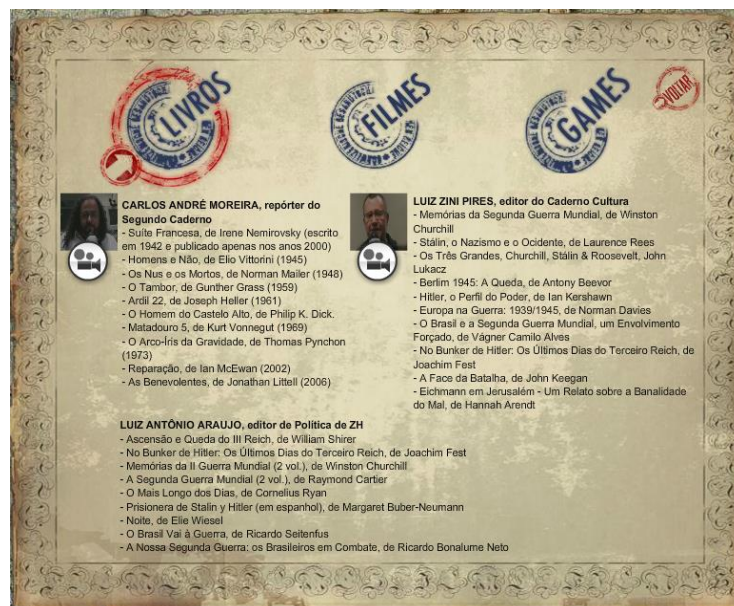 LIVROS
FILMES
GAMES
VOLTAR
CARLOS ANDRÉ MOREIRA, repórter do
Segundo Caderno
- Suíte Francesa, de Irene Nemirovsky (escrito
em 1942 e publicado apenas nos anos 2000)
- Homens e Não, de Elio Vittorini (1945)
- Os Nus e os Mortos, de Norman Mailer (1948)
- O Tambor, de Gunther Grass (1959)
- Ardil 22, de Joseph Heller (1961)
- O Homem do Castelo Alto, de Philip K. Dick.
- Matadouro 5, de Kurt Vonnegut (1969)
- O Arco-Íris da Gravidade, de Thomas Pynchon
(1973)
- Reparação, de Ian McEwan (2002)
- As Benevolentes, de Jonathan Littell (2006)
LUIZ ZINI PIRES, editor do Caderno Cultura
- Memórias da Segunda Guerra Mundial, de Winston
Churchill
- Stálin, o Nazismo e o Ocidente, de Laurence Rees
- Os Três Grandes, Churchill, Stálin & Roosevelt, John
Lukacz
- Berlim 1945: A Queda, de Antony Beevor
- Hitler, o Perfil do Poder, de Ian Kershawn
- Europa na Guerra: 1939/1945, de Norman Davies
- O Brasil e a Segunda Guerra Mundial, um Envolvimento
Forçado, de Vágner Camilo Alves
- No Bunker de Hitler: Os Últimos Dias do Terceiro Reich, de
Joachim Fest
- A Face da Batalha, de John Keegan
- Eichmann em Jerusalém - Um Relato sobre a Banalidade
do Mal, de Hannah Arendt
LUIZ ANTÔNIO ARAUJO, editor de Política de ZH
- Ascensão e Queda do III Reich, de William Shirer
- No Bunker de Hitler: Os Últimos Dias do Terceiro Reich, de Joachim Fest
- Memórias da II Guerra Mundial (2 vol.), de Winston Churchill
- A Segunda Guerra Mundial (2 vol.), de Raymond Cartier
- O Mais Longo dos Dias, de Cornelius Ryan
- Prisionera de Stalin y Hitler (em espanhol), de Margaret Buber-Neumann
- Noite, de Elie Wiesel
- O Brasil Vai à Guerra, de Ricardo Seitenfus
- A Nossa Segunda Guerra: os Brasileiros em Combate, de Ricardo Bonalume Neto